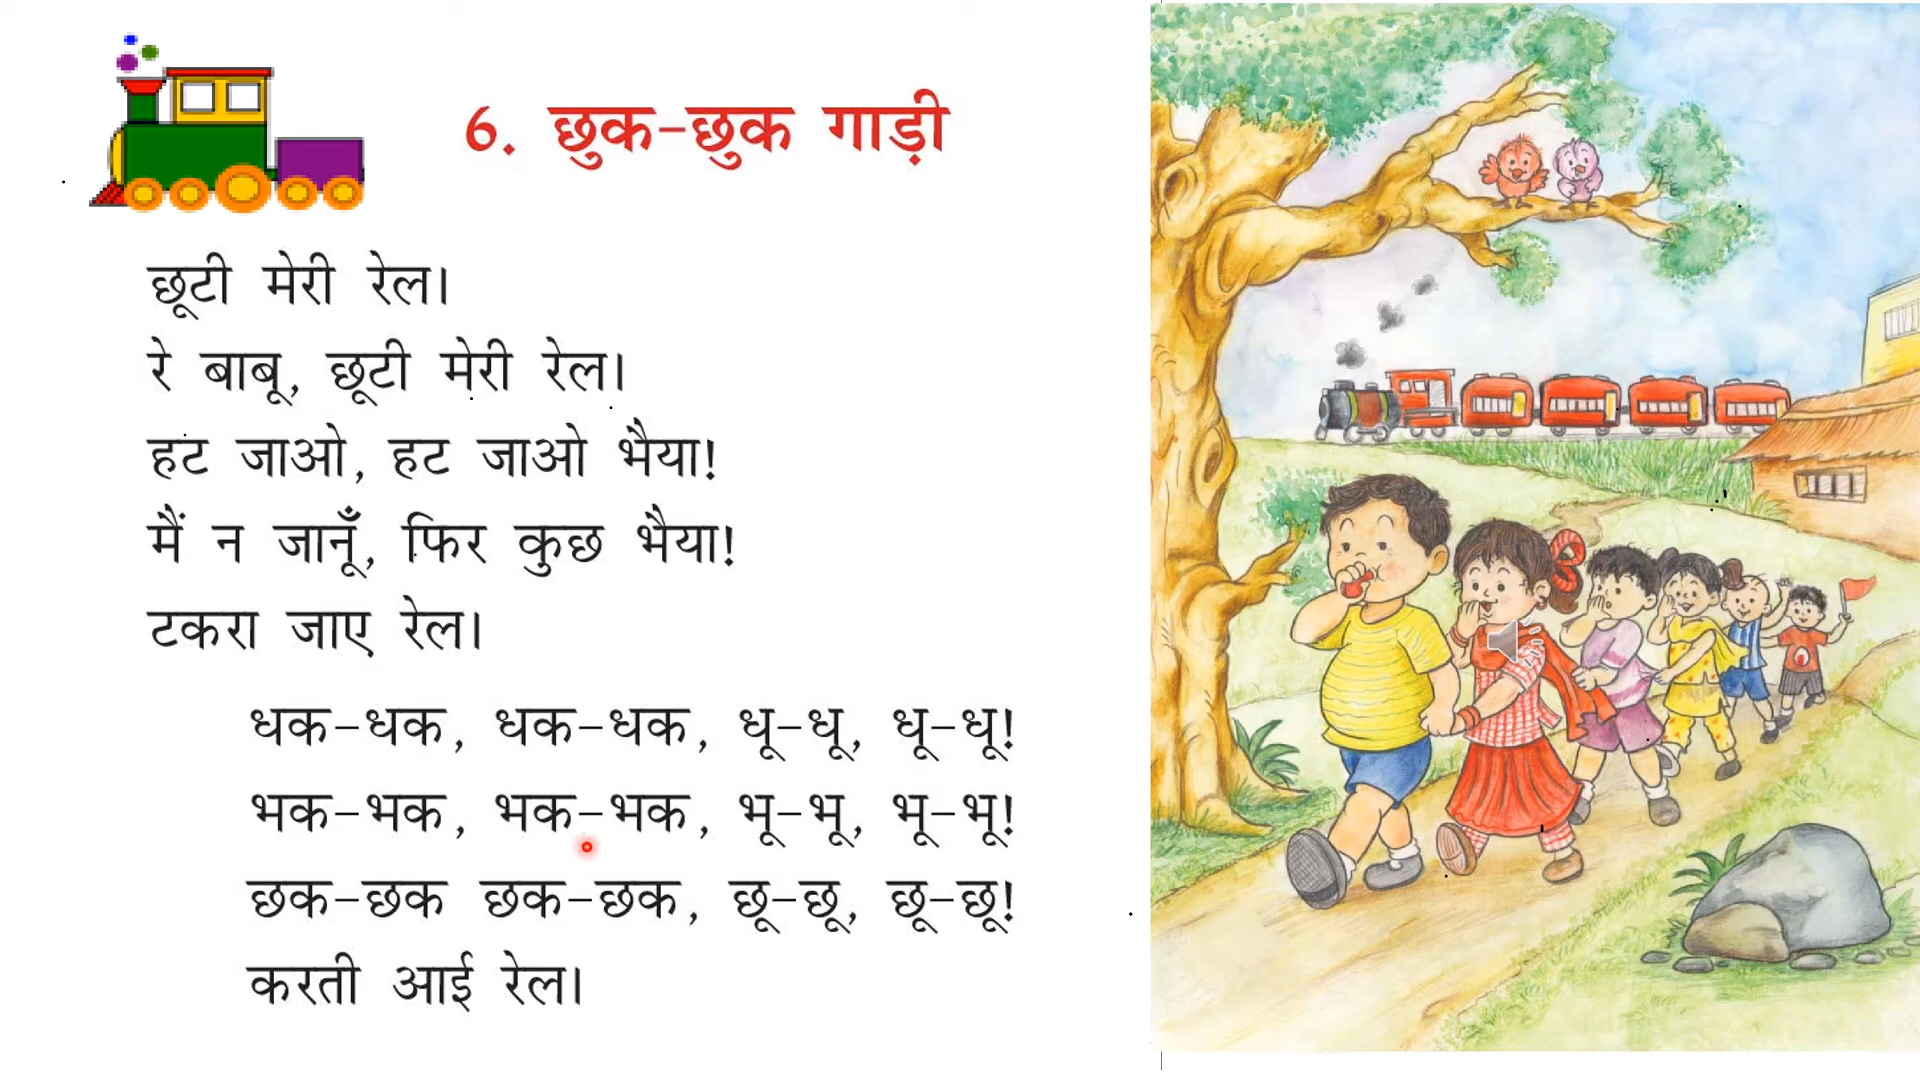 6. छुक-छुक गाड़ी
छूटी मेरी रेल।
रे बाबू, छूटी मेरी रेल।
हट जाओ, हट जाओ भैया!
मैं न जानूँ, फिर कुछ भैया!
टकरा जाए रेल।
धक-धक, धक-धक, धू-धू, धू-धू!
भक-भक, भक-भक, भू-भू, भू-भू!
छक-छक छक-छक, छू-छू, छू-छू!
करती आई रेल।